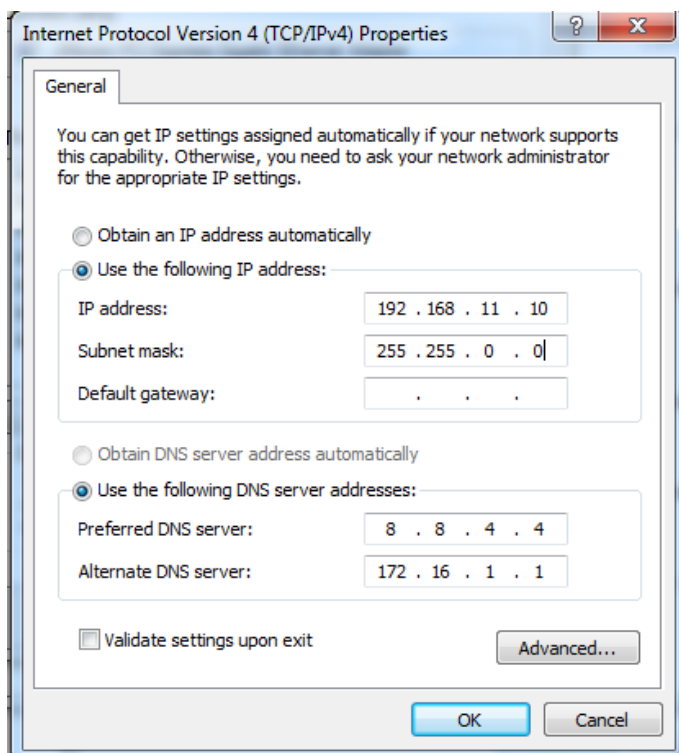 Internet Protocol Version 4 (TCP/IPv4) Properties
?
X
General
You can get IP settings assigned automatically if your network supports
this capability. Otherwise, you need to ask your network administrator
for the appropriate IP settings.
Obtain an IP address automatically
Use the following IP address:
IP address: 192 . 168 . 11 . 10
Subnet mask: 255 . 255 . 0 . 0
Default gateway: . . .
Obtain DNS server address automatically
Use the following DNS server addresses:
Preferred DNS server: 8 . 8 . 4 . 4
Alternate DNS server: 172 . 16 . 1 . 1
Validate settings upon exit
Advanced...
OK Cancel